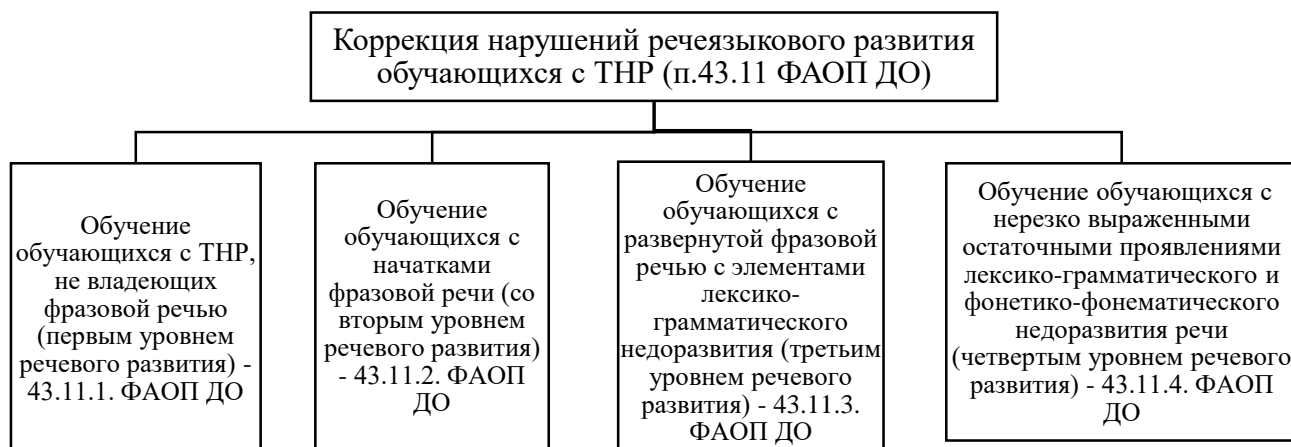 Коррекция нарушений речеязыкового развития
обучающихся с ТНР (п.43.11 ФАОП ДО)
Обучение
обучающихся с ТНР,
не владеющих
фразовой речью
(первым уровнем
речевого развития) -
43.11.1. ФАОП ДО
Обучение
обучающихся с
начатками
фразовой речи (со
вторым уровнем
речевого развития)
- 43.11.2. ФАОП
ДО
Обучение
обучающихся с
развернутой фразовой
речью с элементами
лексико-
грамматического
недоразвития (третьим
уровнем речевого
развития) - 43.11.3.
ФАОП ДО
Обучение обучающихся с
нерезко выраженными
остаточными проявлениями
лексико-грамматического и
фонетико-фонематического
недоразвития речи
(четвертым уровнем речевого
развития) - 43.11.4. ФАОП
ДО